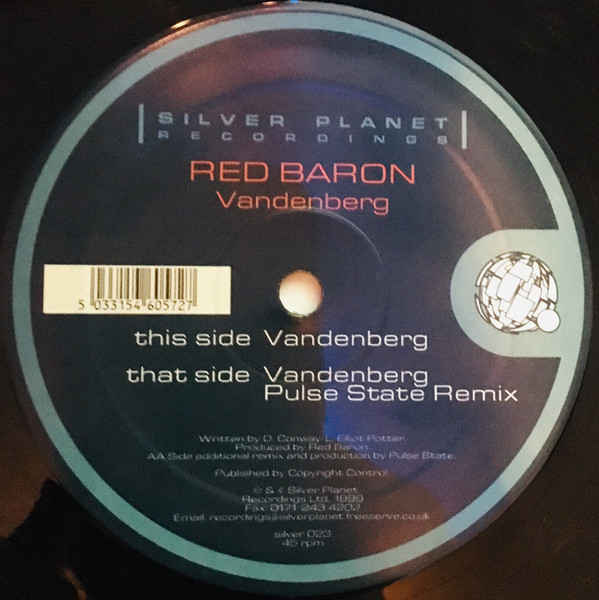 SILVER PLANET
RECORDINGS
RED BARON
Vandenberg
5 033154 605727
this side Vandenberg
that side Vandenberg
Pulse State Remix
Written by D. Conway L. Elliot Potter.
Produced by Red Baron.
AA Side additional remix and production by Pulse State.
Published by Copyright Control.
© & ℗ Silver Planet
Recordings Ltd. 1999
Fax 0171 243 4202
Email: recordings@silverplanet.freeserve.co.uk
silver 023
45 rpm